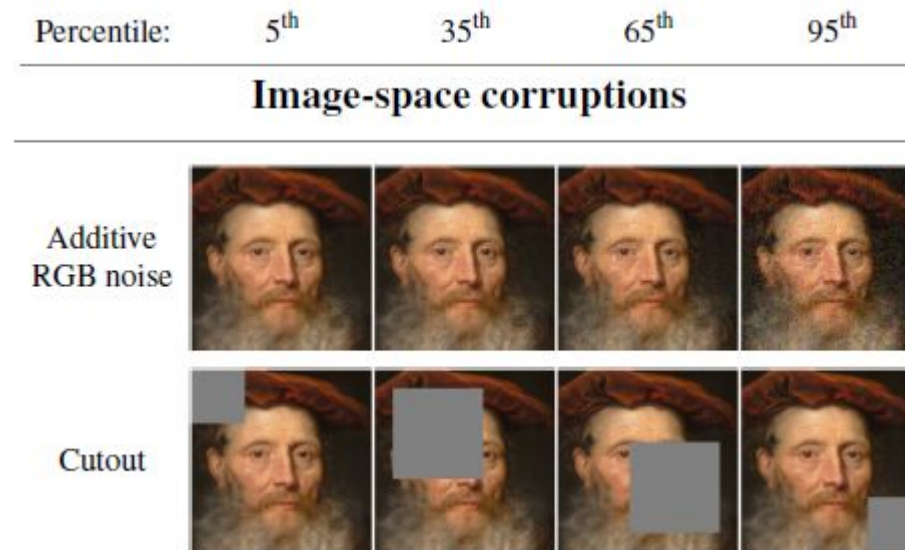 Percentile: 5th 35th 65th 95th
Image-space corruptions
Additive
RGB noise
Cutout